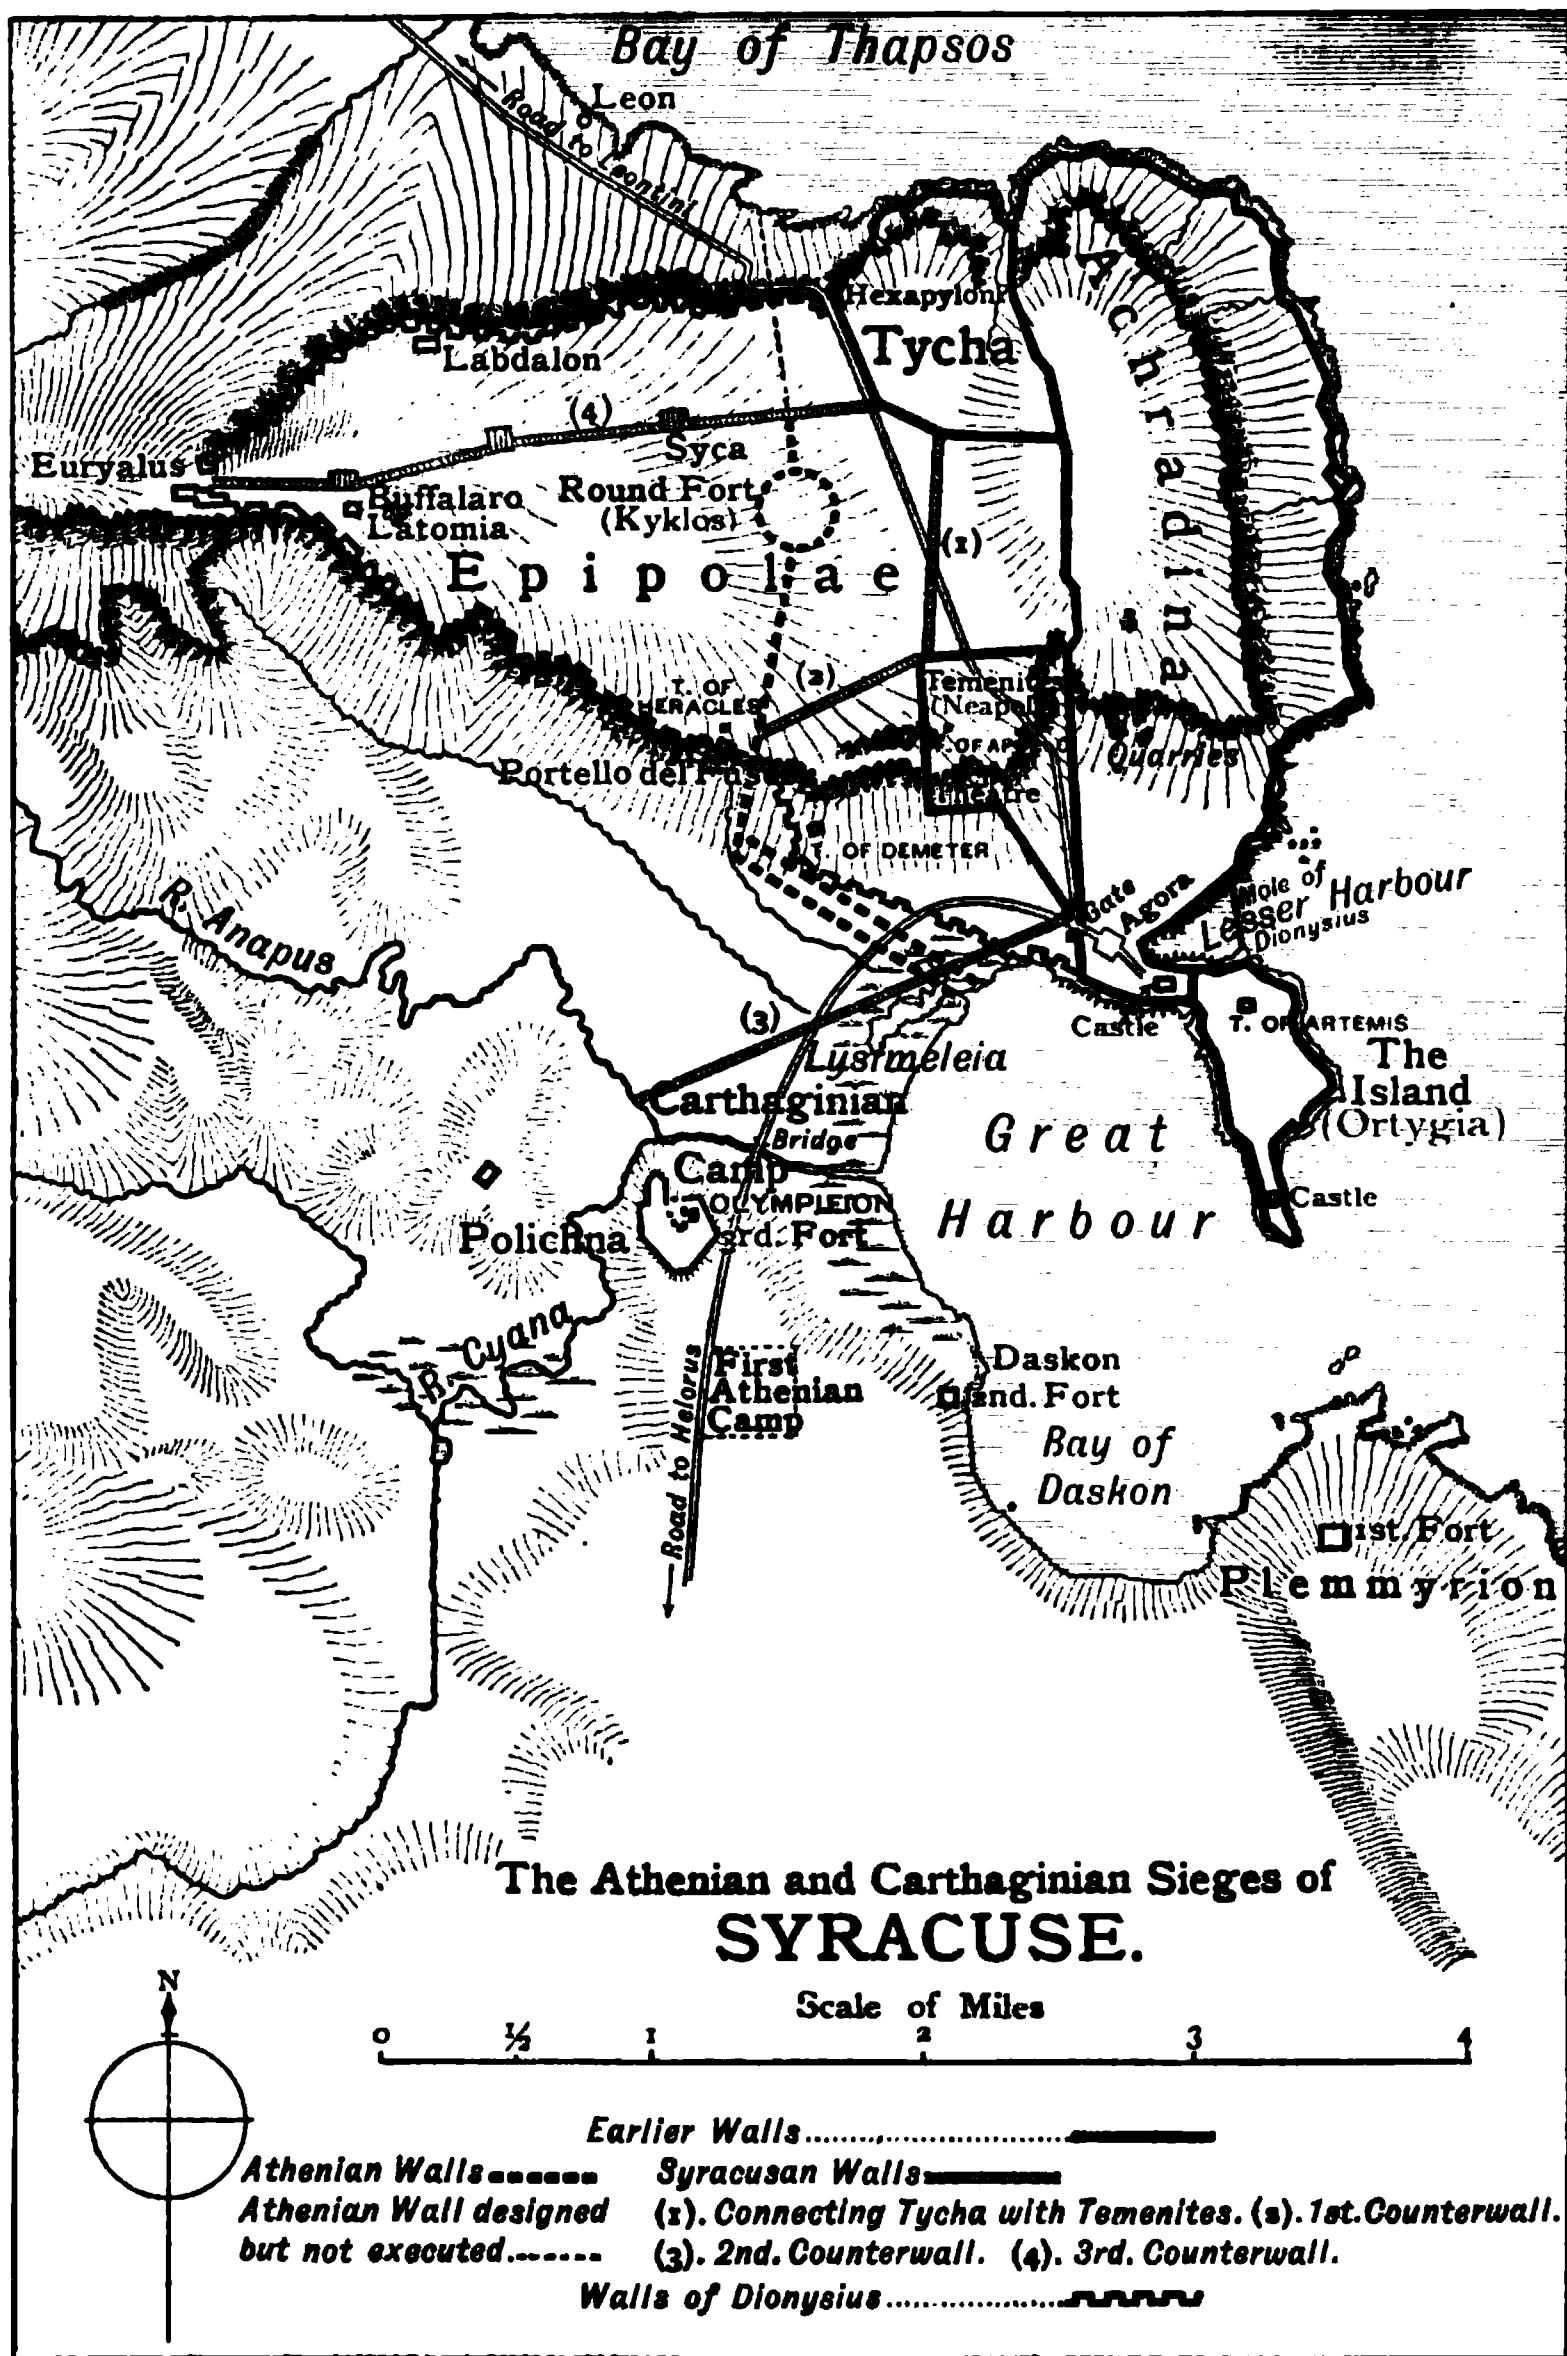 Bay of Thapsos
Leon
Road to Leontini
Hexapylon
Tycha
Achradina
Labdalon
(4)
Syca
Euryalus
Buffalaro
Latomia
Round Fort
(Kyklos)
(1)
Epipolae
(2)
T. OF
HERACLES
Temenites
(Neapolis)
T. OF APOLLO
Quarries
Portello del Fusco
Theatre
T. OF DEMETER
Gate
Agora
Mole of
Dionysius
Lesser Harbour
R. Anapus
(3)
Castle
T. OF ARTEMIS
Lysimeleia
The
Island
(Ortygia)
Carthaginian
Camp
Bridge
Great
Harbour
OLYMPIEION
3rd. Fort
Castle
Polichna
R. Cyana
First
Athenian
Camp
Daskon
2nd. Fort
Bay of
Daskon
Road to Helorus
1st. Fort
Plemmyrion
The Athenian and Carthaginian Sieges of
SYRACUSE.
N
Scale of Miles
0 ½ 1 2 3 4
Earlier Walls
Athenian Walls Syracusan Walls
Athenian Wall designed (1). Connecting Tycha with Temenites. (2). 1st. Counterwall.
but not executed (3). 2nd. Counterwall. (4). 3rd. Counterwall.
Walls of Dionysius